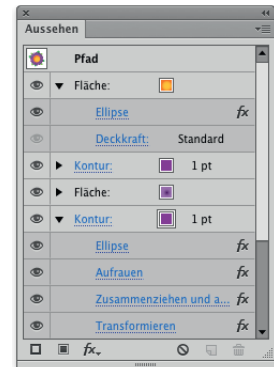 Aussehen
Pfad
Fläche:
Ellipse fx
Deckkraft: Standard
Kontur: 1 pt
Fläche:
Kontur: 1 pt
Ellipse fx
Aufrauen fx
Zusammenziehen und a... fx
Transformieren fx
fx